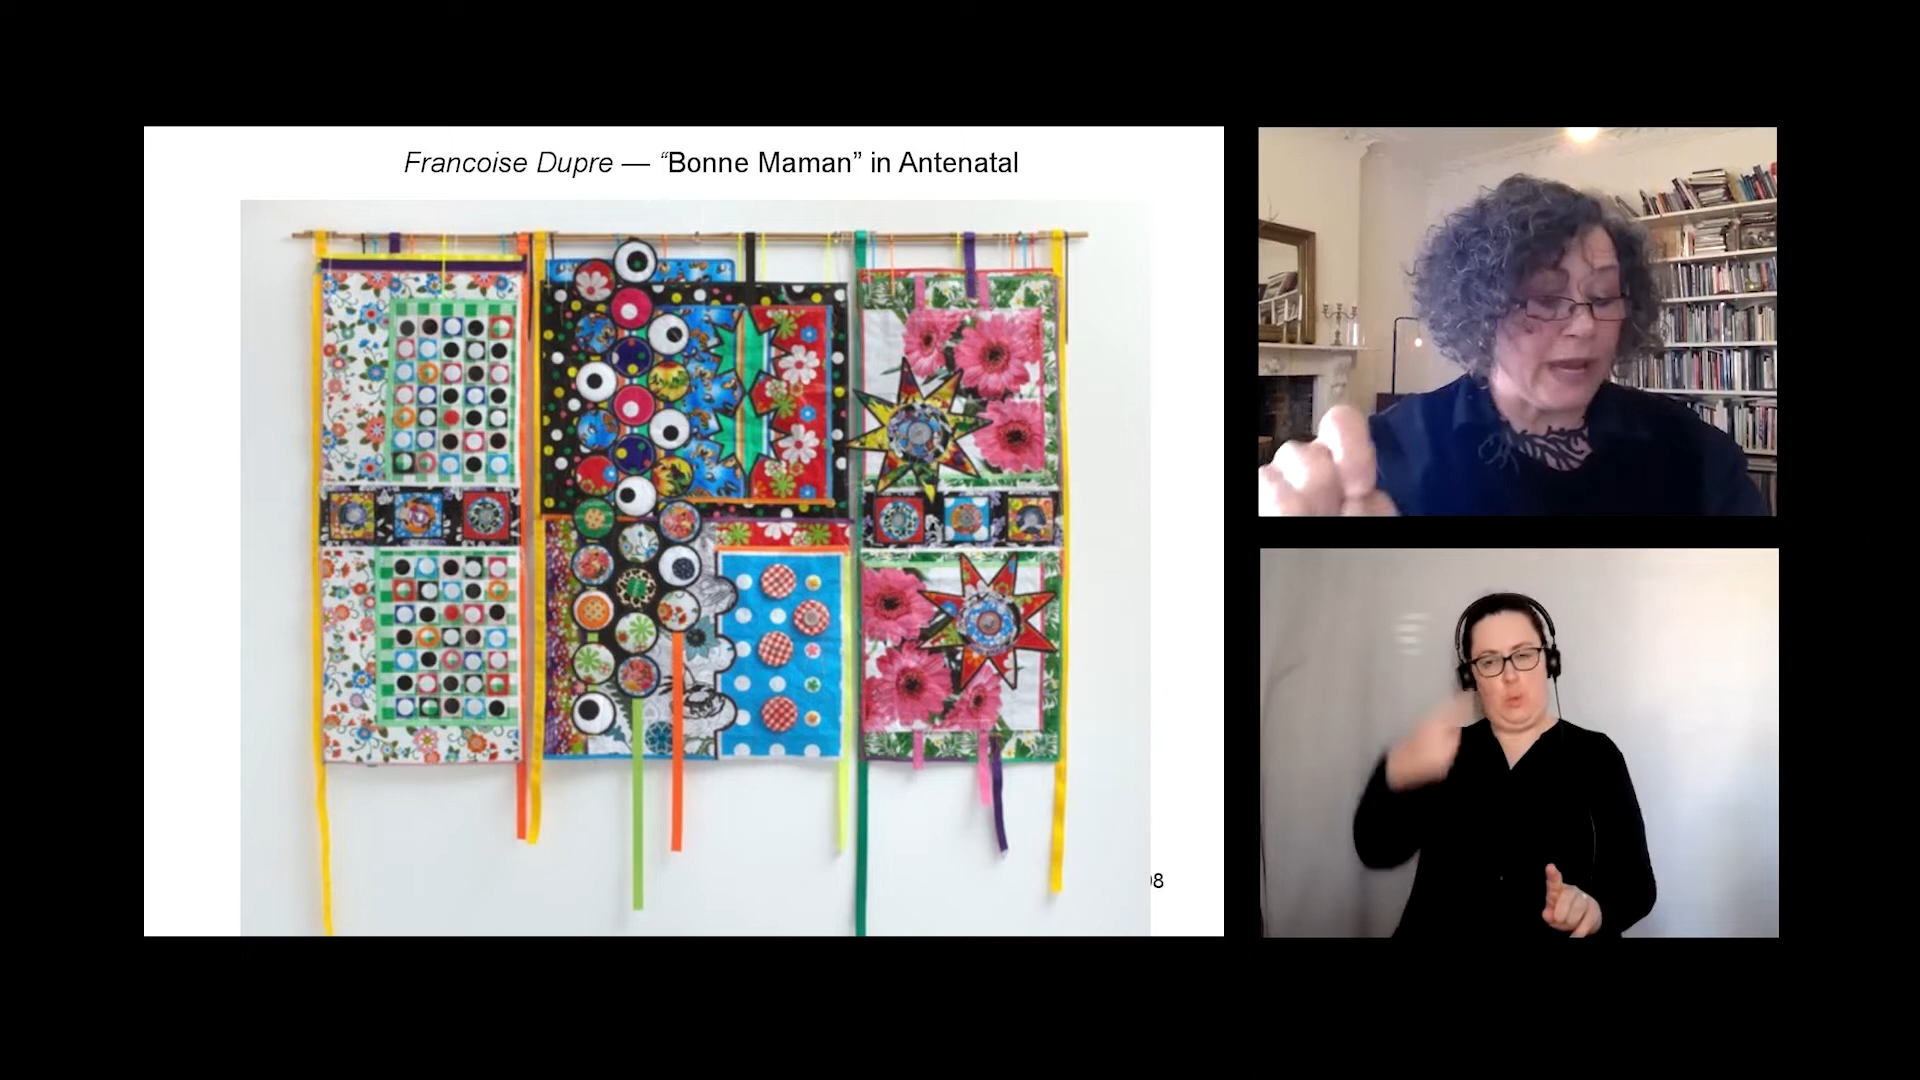 Francoise Dupre — “Bonne Maman” in Antenatal